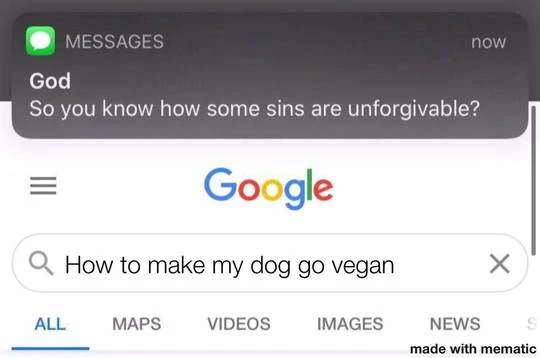 MESSAGES now
God
So you know how some sins are unforgivable?
Google
How to make my dog go vegan
ALL MAPS VIDEOS IMAGES NEWS S
made with mematic